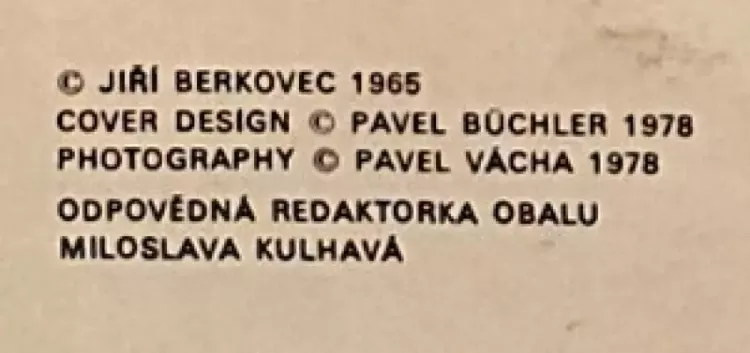 © JIŘÍ BERKOVEC 1965
COVER DESIGN © PAVEL BÜCHLER 1978
PHOTOGRAPHY © PAVEL VÁCHA 1978
ODPOVĚDNÁ REDAKTORKA OBALU
MILOSLAVA KULHAVÁ